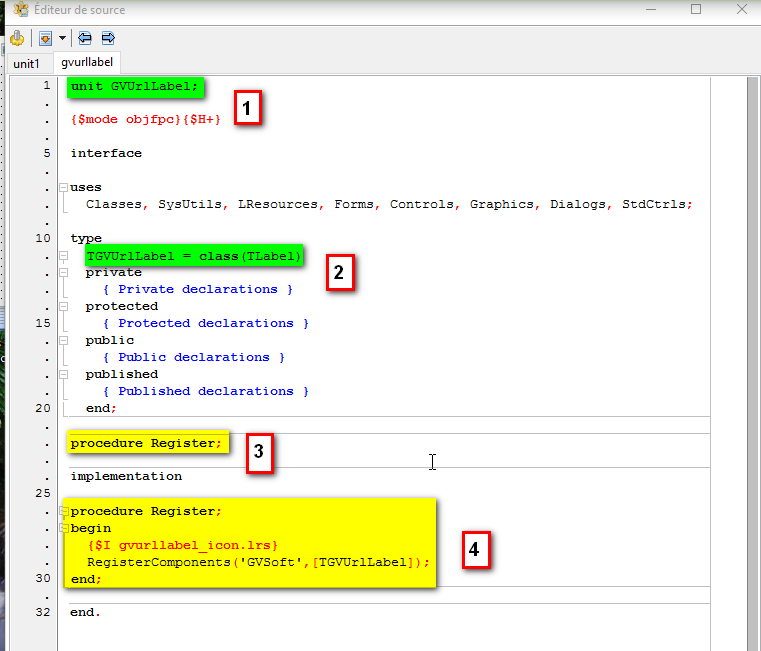 Éditeur de source
unit1 gvurllabel
1 unit GVUrlLabel;
1
. {$mode objfpc}{$H+}
.
5 interface
.
. uses
. Classes, SysUtils, LResources, Forms, Controls, Graphics, Dialogs, StdCtrls;
.
10 type
. TGVUrlLabel = class(TLabel)
2
. private
. { Private declarations }
. protected
15 { Protected declarations }
. public
. { Public declarations }
. published
. { Published declarations }
20 end;
.
. procedure Register;
3
.
. implementation
25
. procedure Register;
. begin
. {$I gvurllabel_icon.lrs}
4
. RegisterComponents('GVSoft',[TGVUrlLabel]);
30 end;
.
32 end.